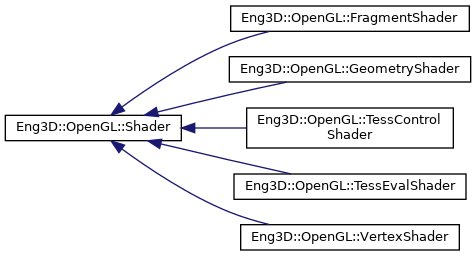 Eng3D::OpenGL::FragmentShader
Eng3D::OpenGL::GeometryShader
Eng3D::OpenGL::Shader
Eng3D::OpenGL::TessControl
Shader
Eng3D::OpenGL::TessEvalShader
Eng3D::OpenGL::VertexShader